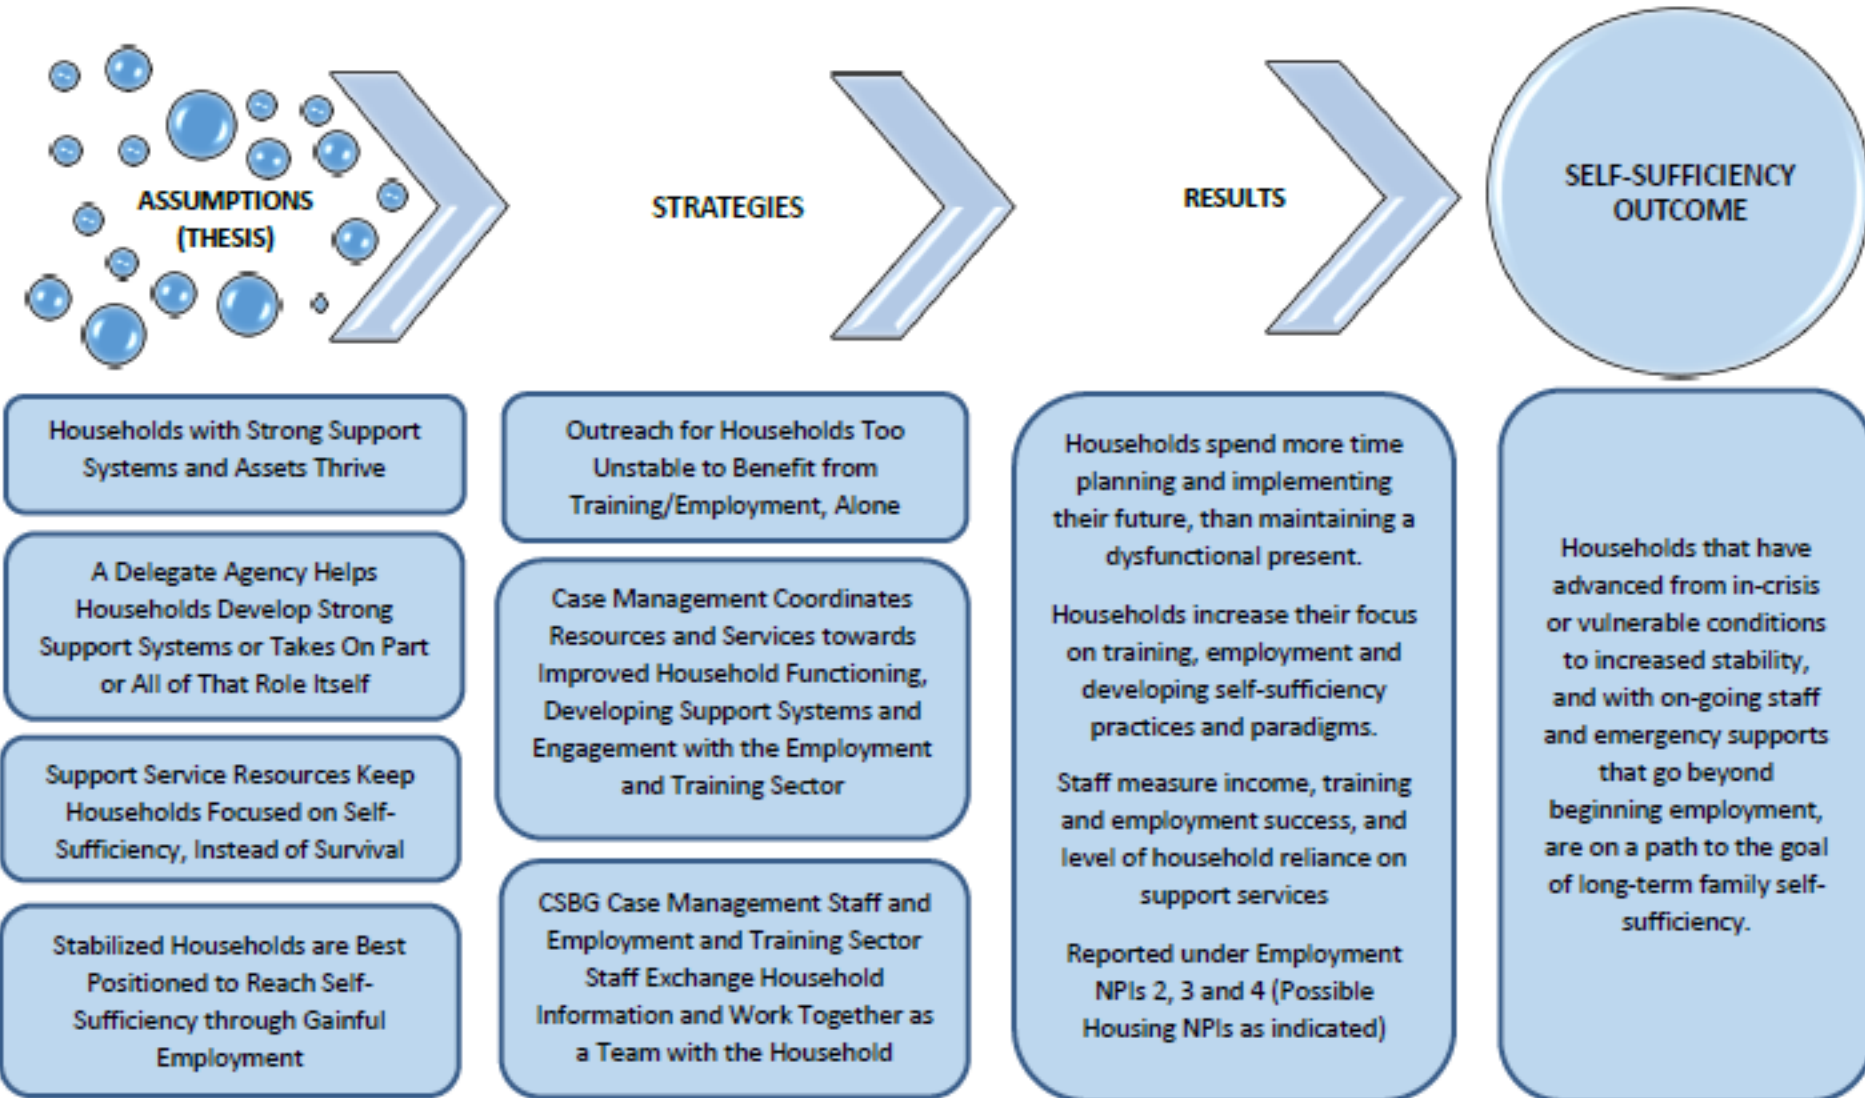 ASSUMPTIONS
(THESIS)
STRATEGIES
RESULTS
SELF-SUFFICIENCY
OUTCOME
Households with Strong Support
Systems and Assets Thrive
A Delegate Agency Helps
Households Develop Strong
Support Systems or Takes On Part
or All of That Role Itself
Support Service Resources Keep
Households Focused on Self-
Sufficiency, Instead of Survival
Stabilized Households are Best
Positioned to Reach Self-
Sufficiency through Gainful
Employment
Outreach for Households Too
Unstable to Benefit from
Training/Employment, Alone
Case Management Coordinates
Resources and Services towards
Improved Household Functioning,
Developing Support Systems and
Engagement with the Employment
and Training Sector
CSBG Case Management Staff and
Employment and Training Sector
Staff Exchange Household
Information and Work Together as
a Team with the Household
Households spend more time
planning and implementing
their future, than maintaining a
dysfunctional present.
Households increase their focus
on training, employment and
developing self-sufficiency
practices and paradigms.
Staff measure income, training
and employment success, and
level of household reliance on
support services
Reported under Employment
NPIs 2, 3 and 4 (Possible
Housing NPIs as indicated)
Households that have
advanced from in-crisis
or vulnerable conditions
to increased stability,
and with on-going staff
and emergency supports
that go beyond
beginning employment,
are on a path to the goal
of long-term family self-
sufficiency.